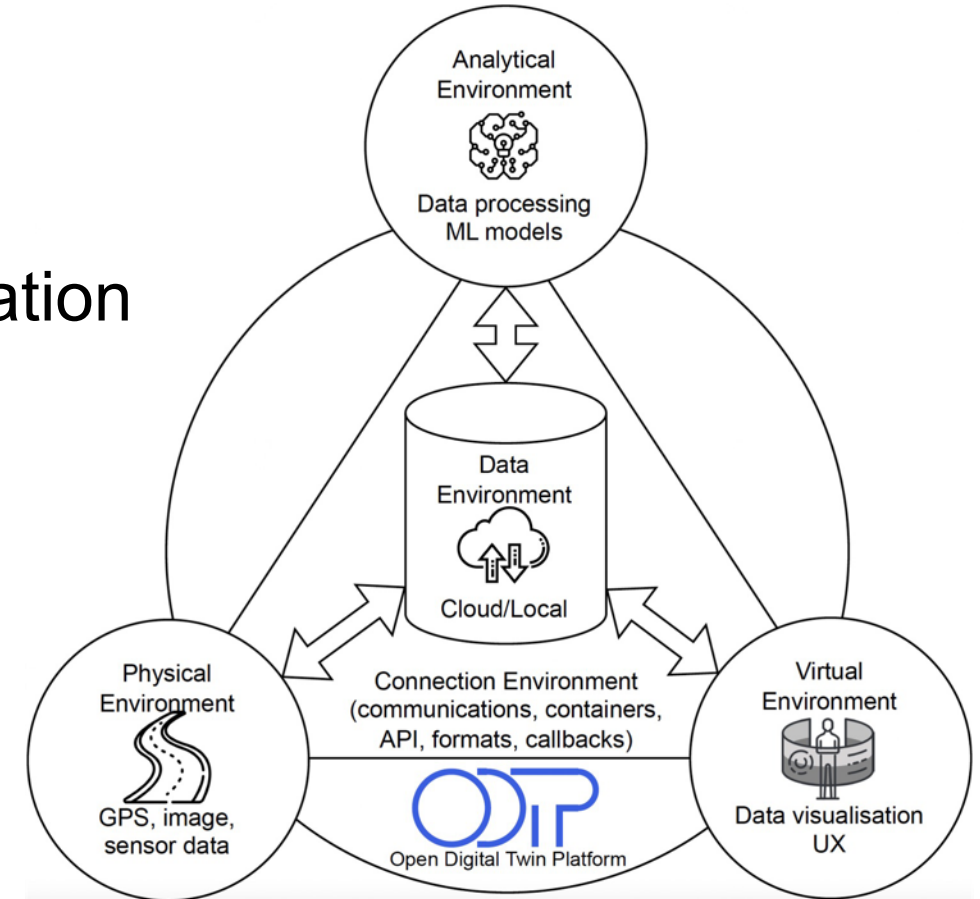 Analytical
Environment
Data processing
ML models
ation
Data
Environment
Cloud/Local
Physical
Environment
GPS, image,
sensor data
Connection Environment
(communications, containers,
API, formats, callbacks)
ODTP
Open Digital Twin Platform
Virtual
Environment
Data visualisation
UX